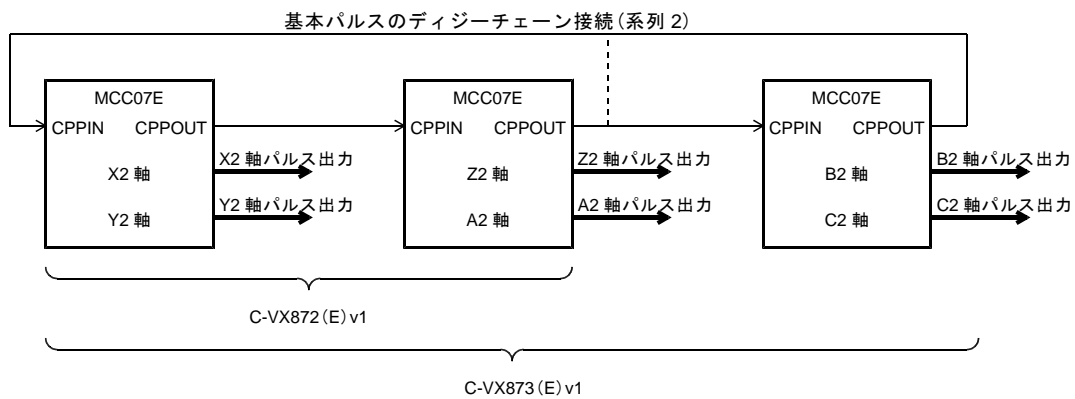 基本パルスのディジーチェーン接続(系列 2)
MCC07E
CPPIN CPPOUT
X2 軸
Y2 軸
X2 軸パルス出力
Y2 軸パルス出力
MCC07E
CPPIN CPPOUT
Z2 軸
A2 軸
Z2 軸パルス出力
A2 軸パルス出力
MCC07E
CPPIN CPPOUT
B2 軸
C2 軸
B2 軸パルス出力
C2 軸パルス出力
C-VX872(E)v1
C-VX873(E)v1